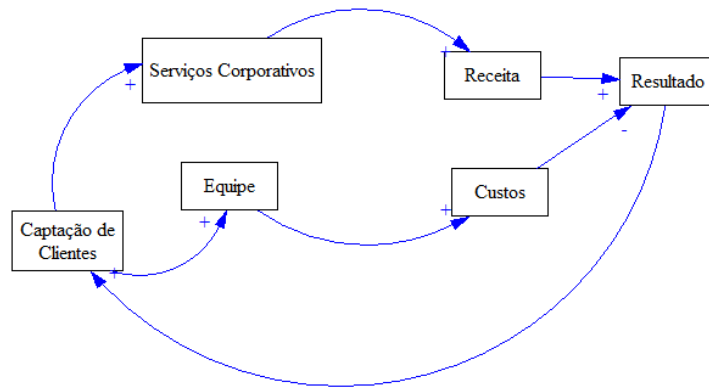 Serviços Corporativos
+
+
Receita
+
Resultado
-
Equipe
+
Custos
+
Captação de
Clientes
+